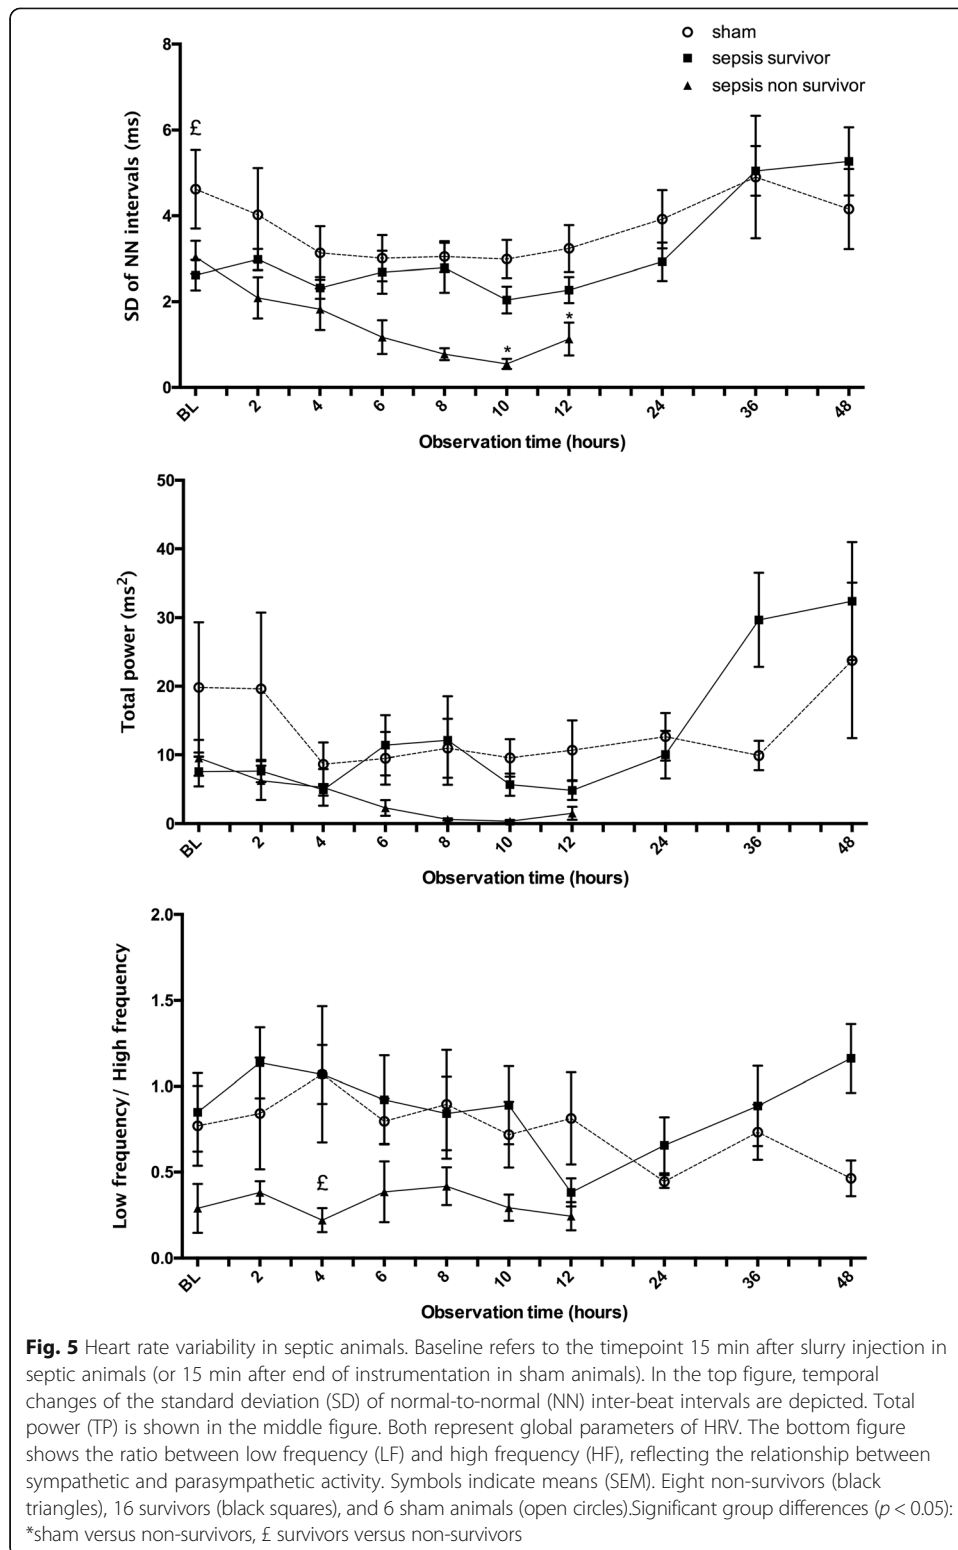 sham
sepsis survivor
sepsis non survivor
8
6
4
2
0
£
*
*
SD of NN intervals (ms)
BL 2 4 6 8 10 12 24 36 48
Observation time (hours)
50
40
30
20
10
0
Total power (ms²)
BL 2 4 6 8 10 12 24 36 48
Observation time (hours)
2.0
1.5
1.0
0.5
0.0
£
Low frequency / High frequency
BL 2 4 6 8 10 12 24 36 48
Observation time (hours)
Fig. 5 Heart rate variability in septic animals. Baseline refers to the timepoint 15 min after slurry injection in
septic animals (or 15 min after end of instrumentation in sham animals). In the top figure, temporal
changes of the standard deviation (SD) of normal-to-normal (NN) inter-beat intervals are depicted. Total
power (TP) is shown in the middle figure. Both represent global parameters of HRV. The bottom figure
shows the ratio between low frequency (LF) and high frequency (HF), reflecting the relationship between
sympathetic and parasympathetic activity. Symbols indicate means (SEM). Eight non-survivors (black
triangles), 16 survivors (black squares), and 6 sham animals (open circles).Significant group differences (p < 0.05):
*sham versus non-survivors, £ survivors versus non-survivors